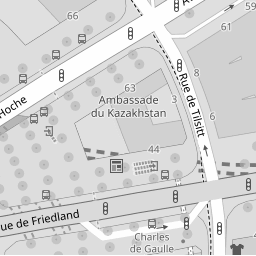 66
59
A
Hoche
63
8
Rue de Tilsitt
3
6
Ambassade
du Kazakhstan
44
ue de Friedland
Charles
de Gaulle